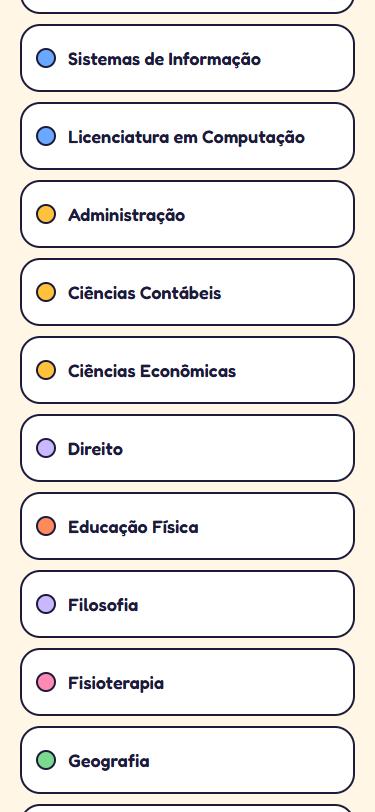 Sistemas de Informação
Licenciatura em Computação
Administração
Ciências Contábeis
Ciências Econômicas
Direito
Educação Física
Filosofia
Fisioterapia
Geografia